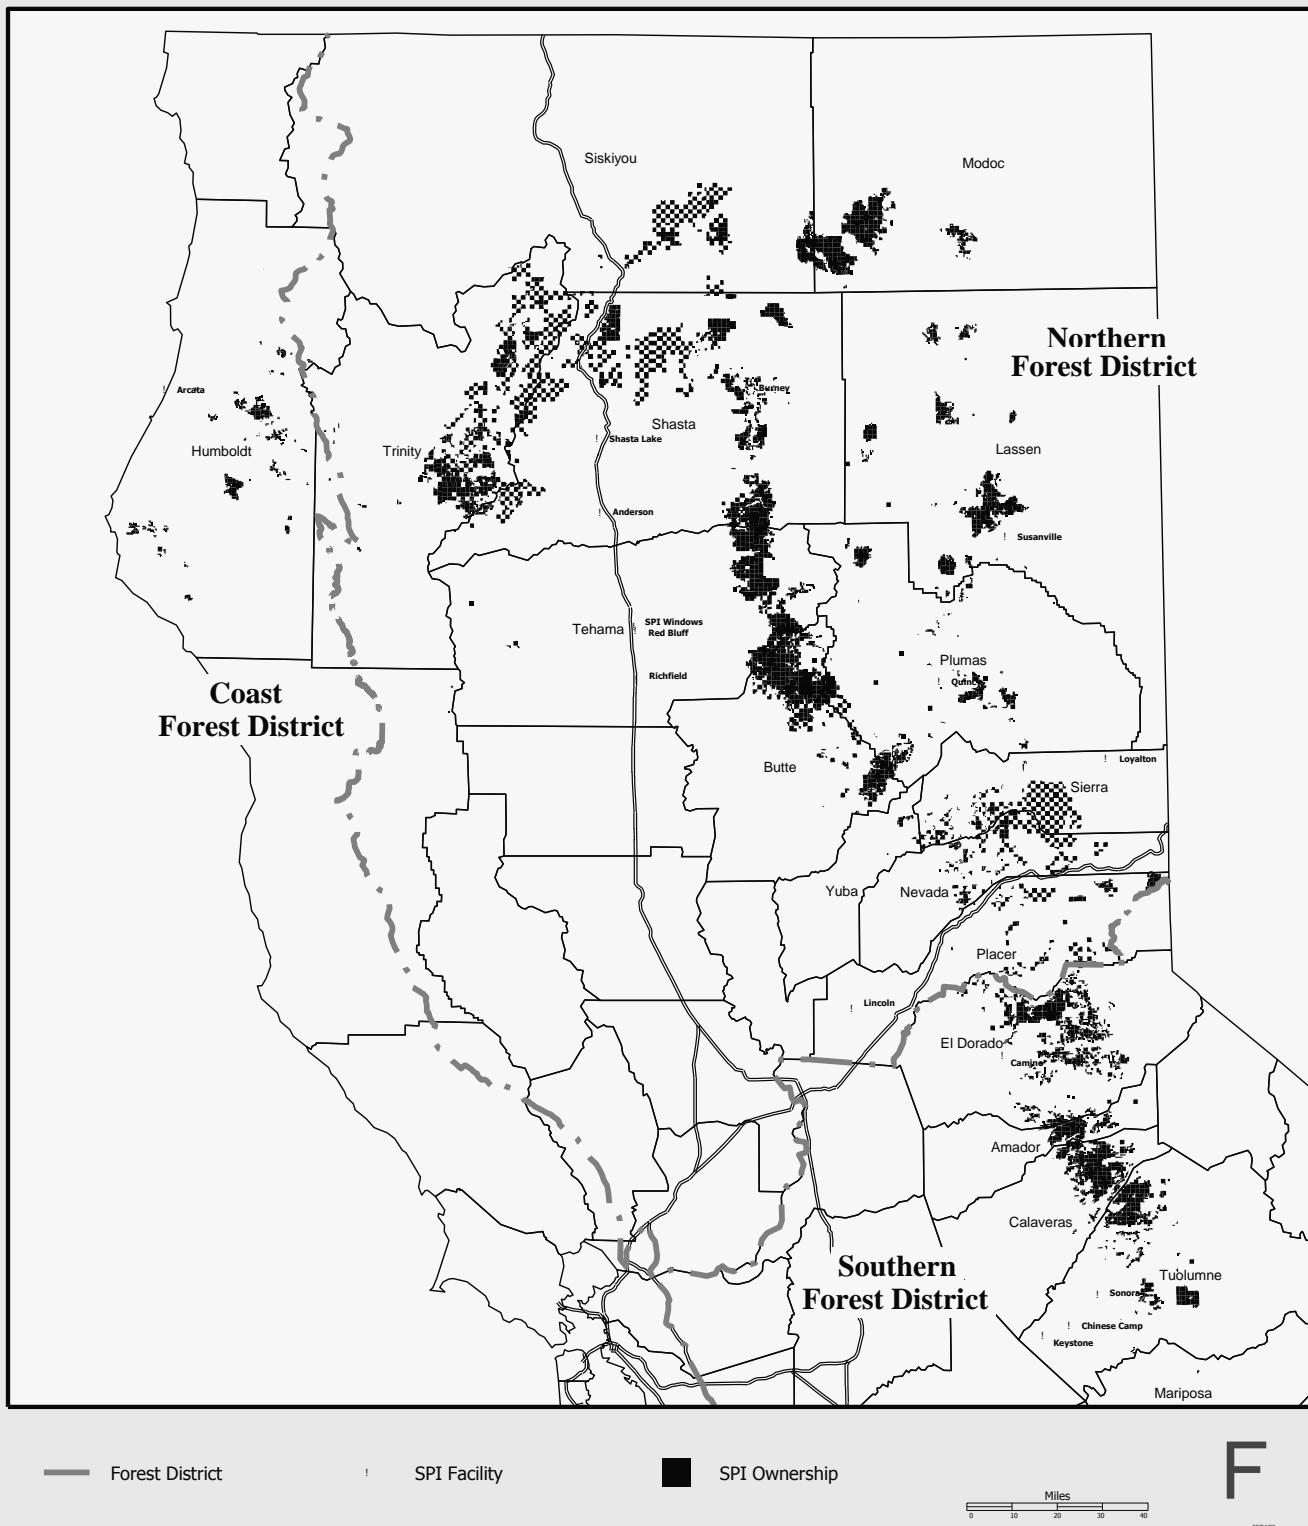 Siskiyou
Modoc
Northern
Forest District
Arcata
Burney
Shasta
Shasta Lake
Humboldt
Trinity
Lassen
Anderson
Susanville
SPI Windows
Red Bluff
Tehama
Plumas
Richfield
Quinc
Coast
Forest District
Loyalton
Butte
Sierra
Yuba
Nevada
Placer
Lincoln
El Dorado
Camin
Amador
Calaveras
Southern
Forest District
Tuolumne
Sonora
Chinese Camp
Keystone
Mariposa
Forest District
SPI Facility
SPI Ownership
F
Miles
0 10 20 30 40